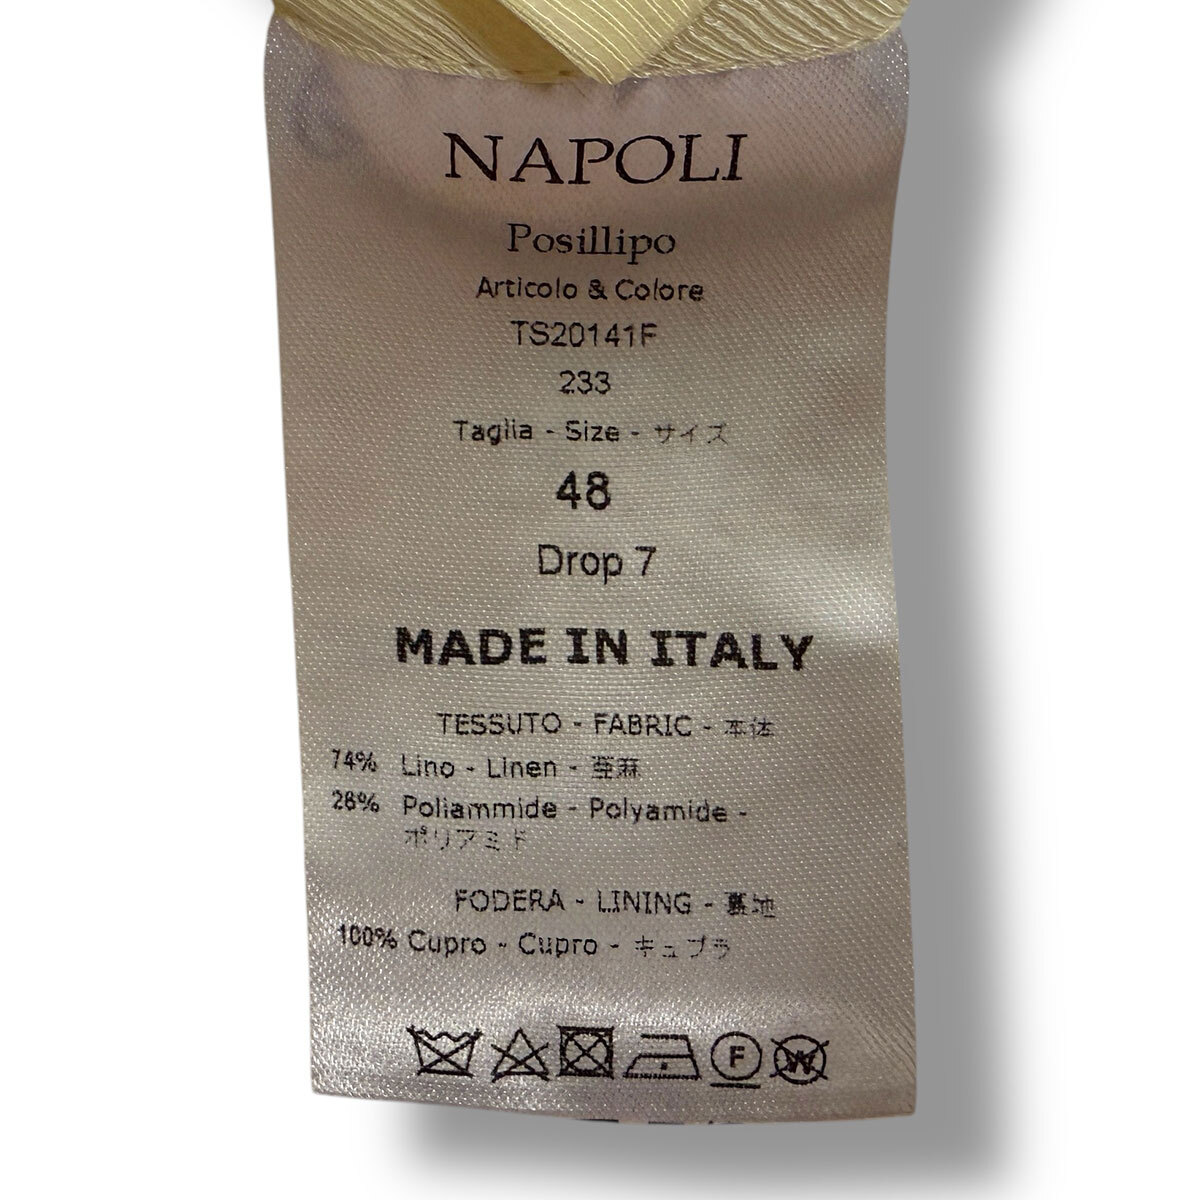 NAPOLI
Posillipo
Articolo & Colore
TS20141F
233
Taglia - Size - サイズ
48
Drop 7
MADE IN ITALY
TESSUTO - FABRIC - 本体
74% Lino - Linen - 亜麻
26% Poliammide - Polyamide -
ポリアミド
FODERA - LINING - 裏地
100% Cupro - Cupro - キュプラ
F W